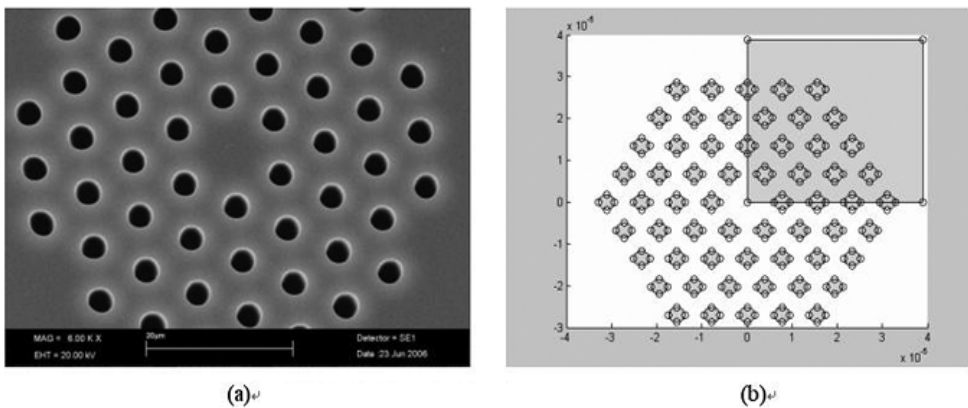 MAG = 6.00 K X
EHT = 20.00 kV
20µm
Detector = SE1
Date :23 Jun 2006
(a)
x 10⁻⁶
4
3
2
1
0
-1
-2
-3
-4 -3 -2 -1 0 1 2 3 4
x 10⁻⁶
(b)